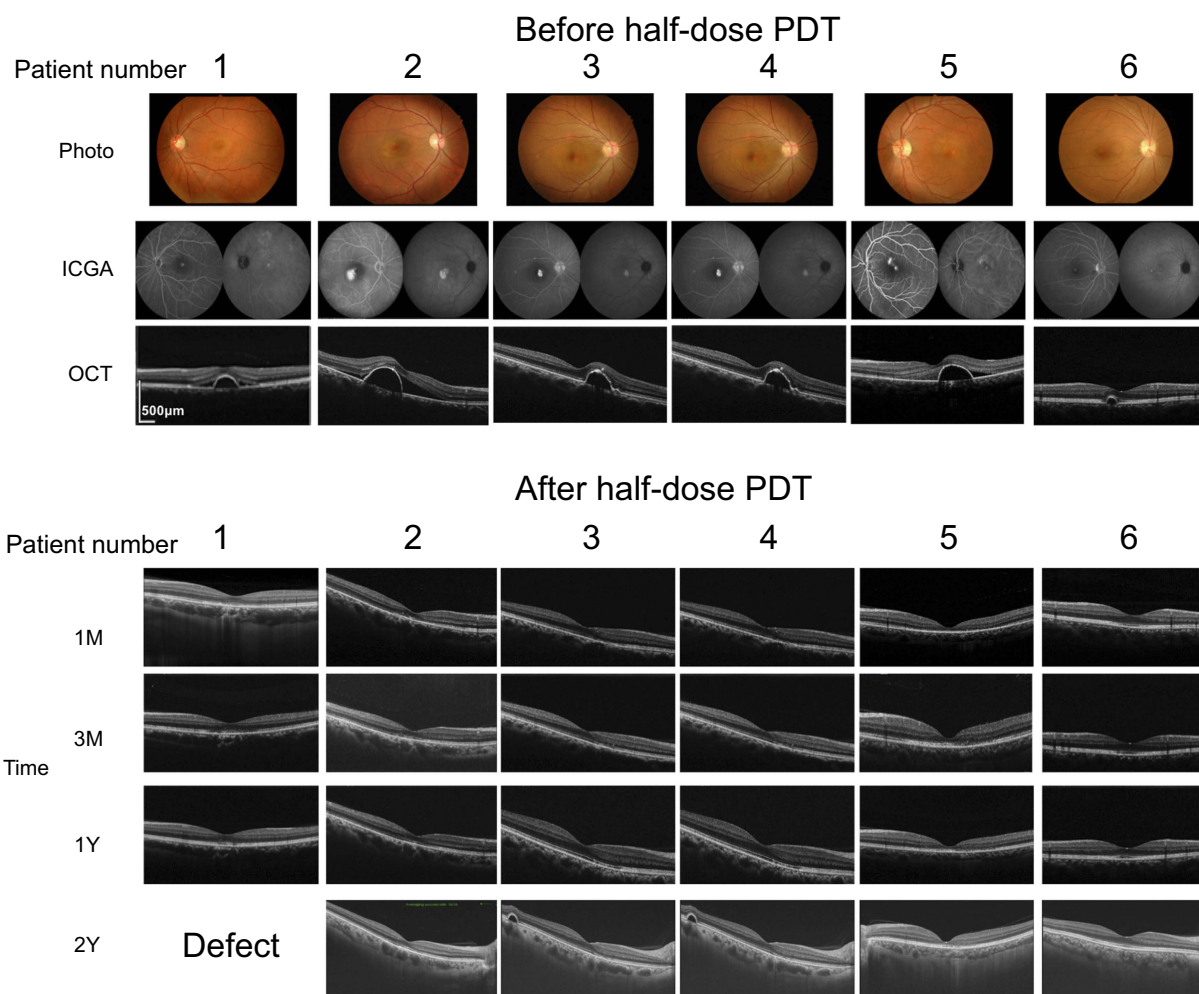 Before half-dose PDT
Patient number 1 2 3 4 5 6
Photo
ICGA
OCT
500µm
After half-dose PDT
Patient number 1 2 3 4 5 6
1M
3M
Time
1Y
2Y
Defect